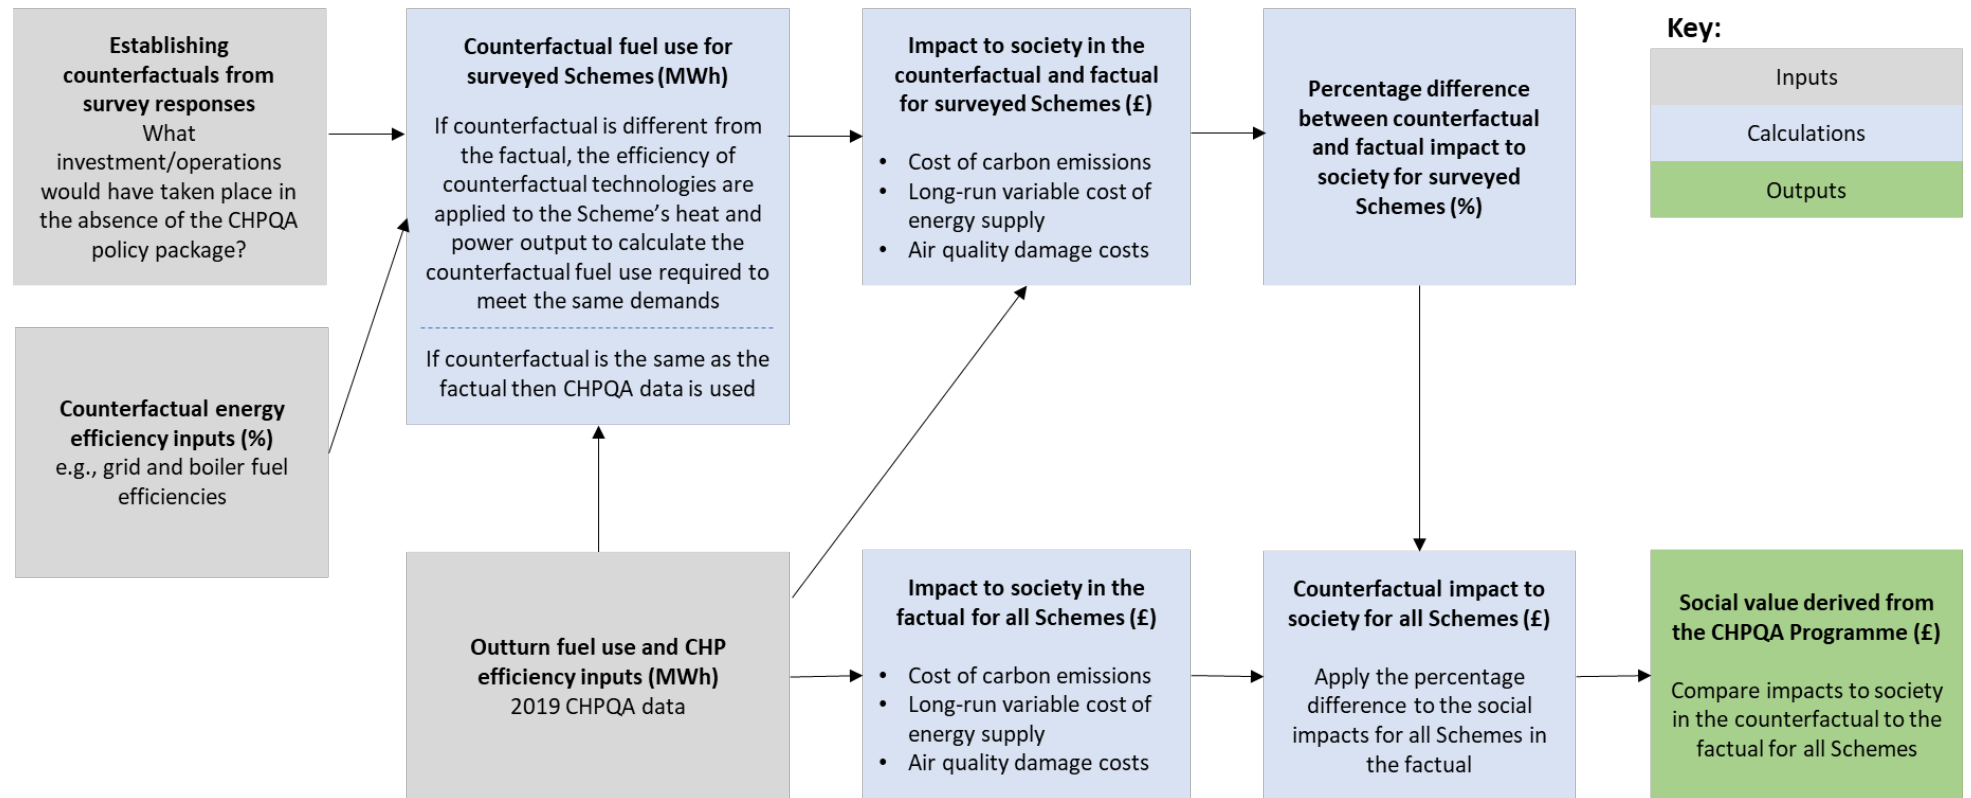 Establishing
counterfactuals from
survey responses
What
investment/operations
would have taken place in
the absence of the CHPQA
policy package?
Counterfactual fuel use for
surveyed Schemes (MWh)
If counterfactual is different from
the factual, the efficiency of
counterfactual technologies are
applied to the Scheme's heat and
power output to calculate the
counterfactual fuel use required to
meet the same demands
If counterfactual is the same as the
factual then CHPQA data is used
Impact to society in the
counterfactual and factual
for surveyed Schemes (£)
• Cost of carbon emissions
• Long-run variable cost of
energy supply
• Air quality damage costs
Percentage difference
between counterfactual
and factual impact to
society for surveyed
Schemes (%)
Key:
Inputs
Calculations
Outputs
Counterfactual energy
efficiency inputs (%)
e.g., grid and boiler fuel
efficiencies
Outturn fuel use and CHP
efficiency inputs (MWh)
2019 CHPQA data
Impact to society in the
factual for all Schemes (£)
• Cost of carbon emissions
• Long-run variable cost of
energy supply
• Air quality damage costs
Counterfactual impact to
society for all Schemes (£)
Apply the percentage
difference to the social
impacts for all Schemes in
the factual
Social value derived from
the CHPQA Programme (£)
Compare impacts to society
in the counterfactual to the
factual for all Schemes